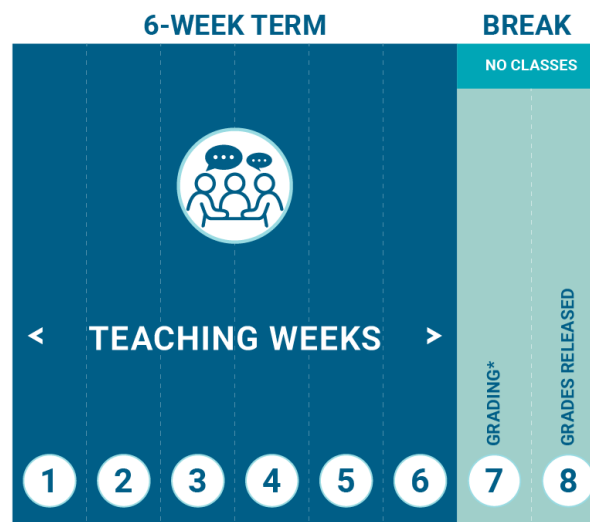 6-WEEK TERM
BREAK
NO CLASSES
< TEACHING WEEKS >
GRADING*
GRADES RELEASED
1 2 3 4 5 6 7 8